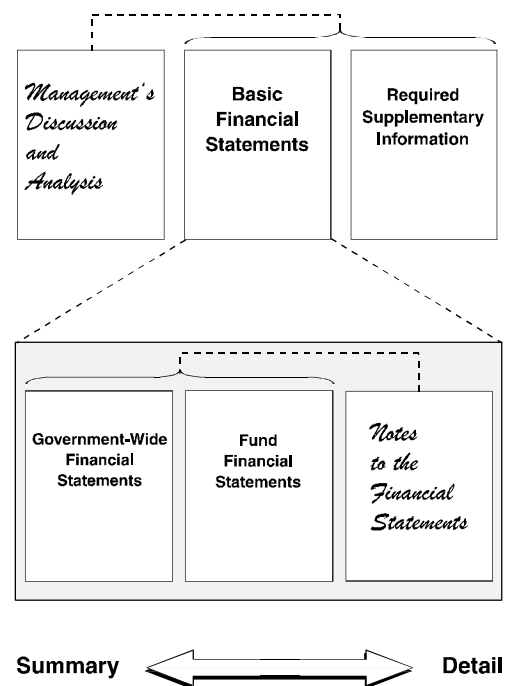 Management's
Discussion
and
Analysis
Basic
Financial
Statements
Required
Supplementary
Information
Government-Wide
Financial
Statements
Fund
Financial
Statements
Notes
to the
Financial
Statements
Summary
Detail